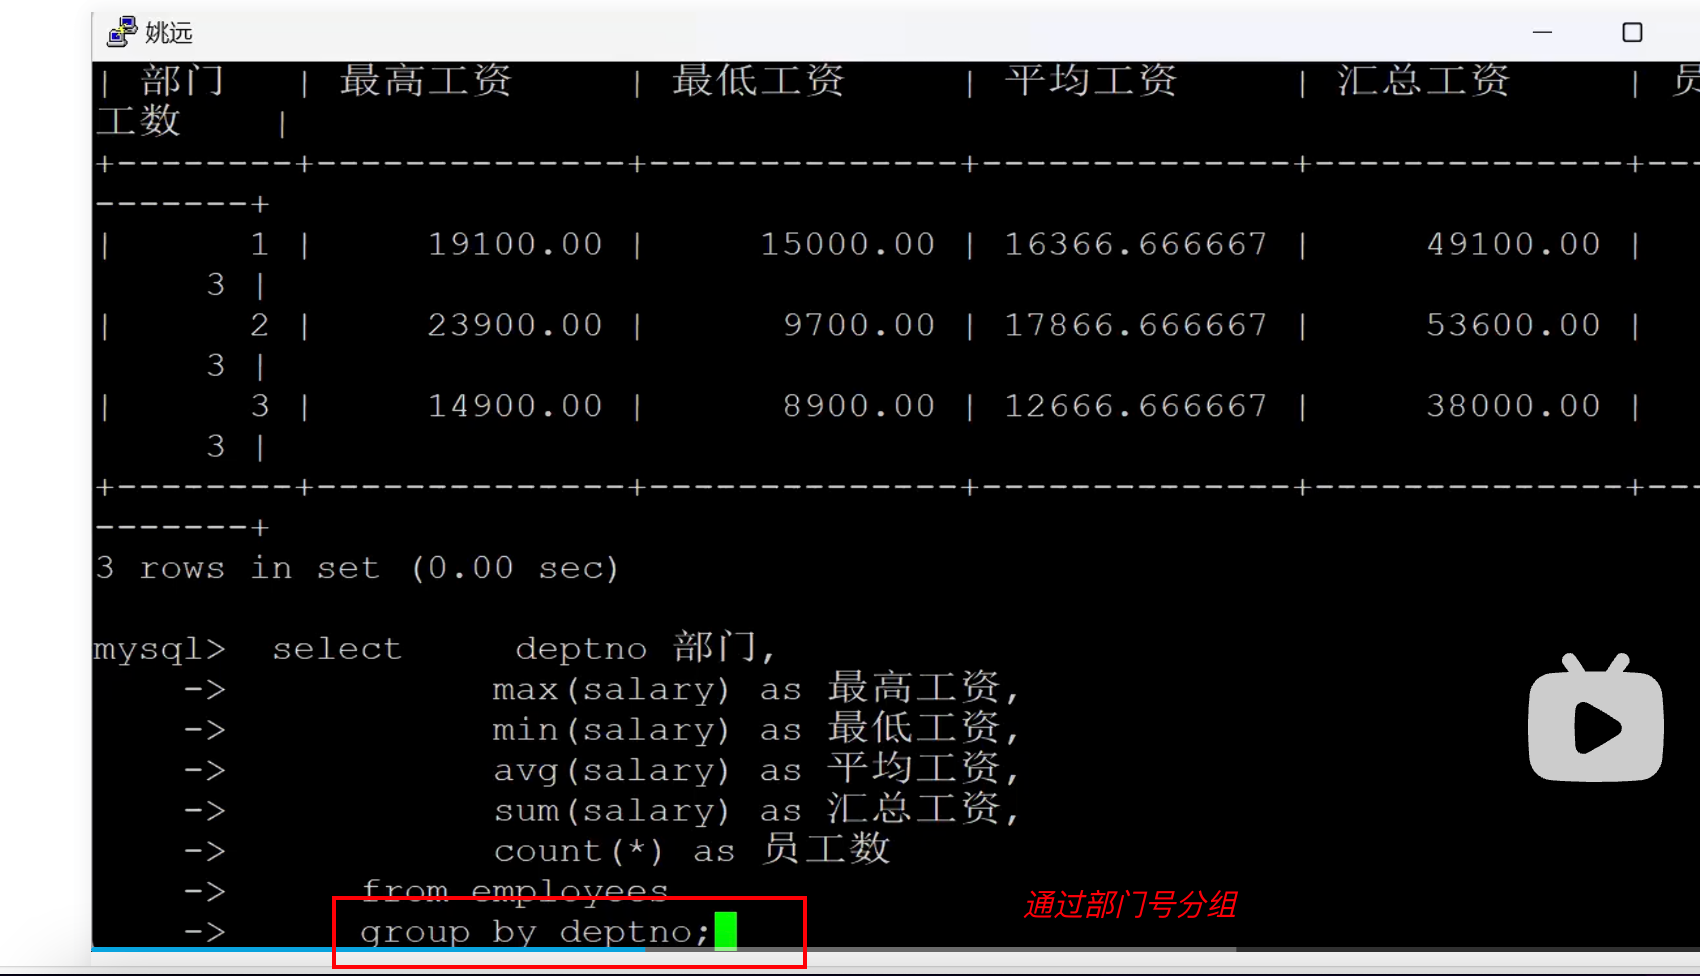 姚远
| 部门 | 最高工资 | 最低工资 | 平均工资 | 汇总工资 | 员
工数 |
+--------+--------------+--------------+--------------+--------------+---
-------+
| 1 | 19100.00 | 15000.00 | 16366.666667 | 49100.00 |
3 |
| 2 | 23900.00 | 9700.00 | 17866.666667 | 53600.00 |
3 |
| 3 | 14900.00 | 8900.00 | 12666.666667 | 38000.00 |
3 |
+--------+--------------+--------------+--------------+--------------+---
-------+
3 rows in set (0.00 sec)
mysql> select deptno 部门,
-> max(salary) as 最高工资,
-> min(salary) as 最低工资,
-> avg(salary) as 平均工资,
-> sum(salary) as 汇总工资,
-> count(*) as 员工数
-> from employees
-> group by deptno;
通过部门号分组